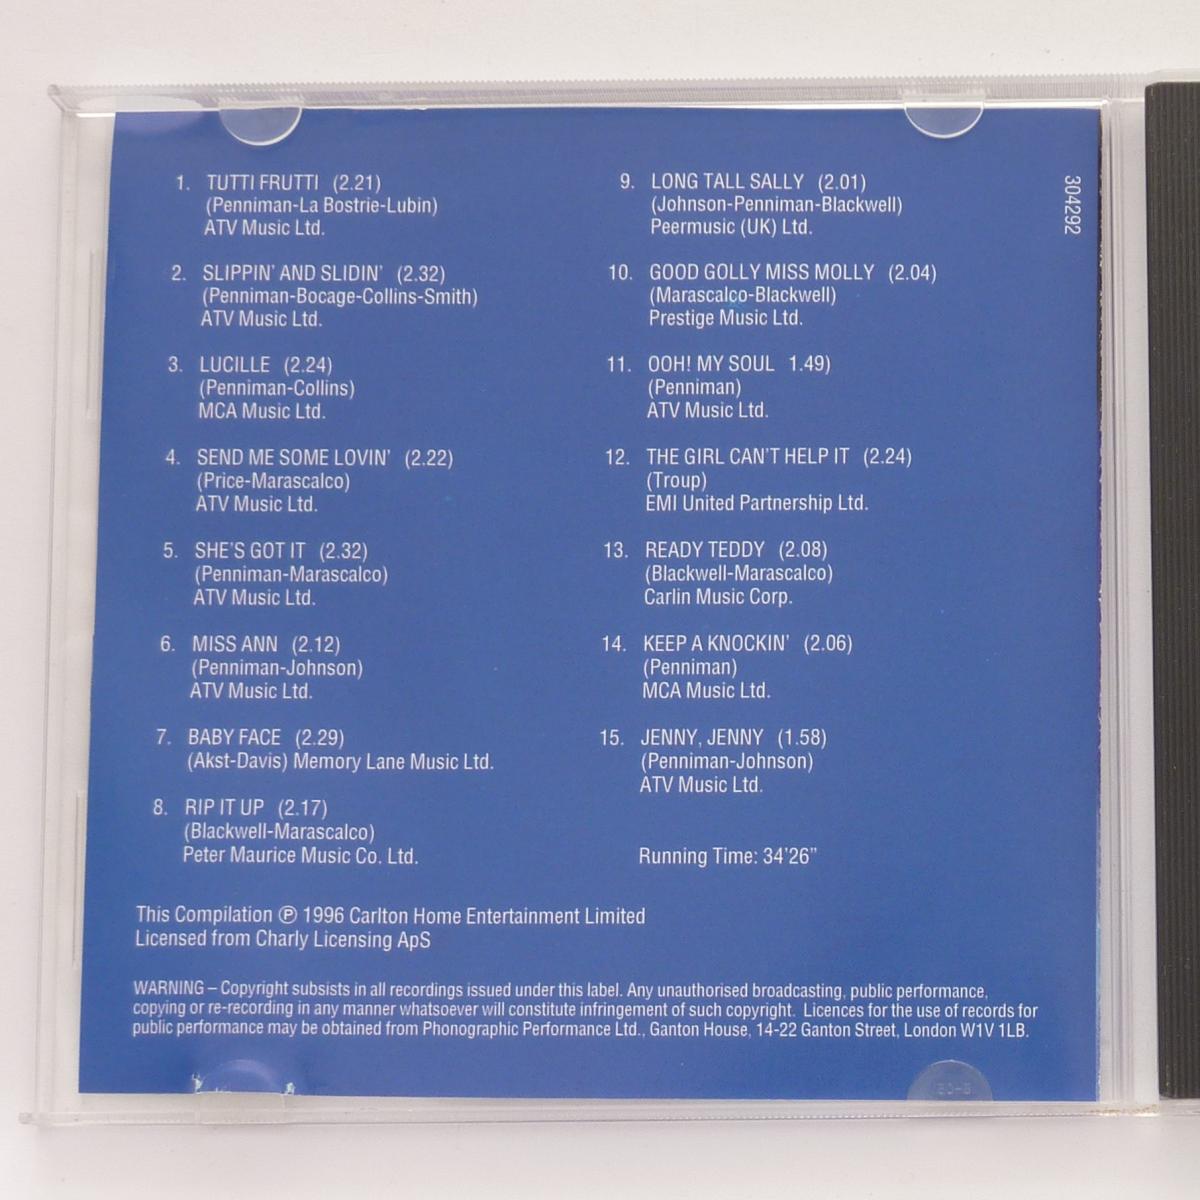 1. TUTTI FRUTTI (2.21)
(Penniman-La Bostrie-Lubin)
ATV Music Ltd.
2. SLIPPIN' AND SLIDIN' (2.32)
(Penniman-Bocage-Collins-Smith)
ATV Music Ltd.
3. LUCILLE (2.24)
(Penniman-Collins)
MCA Music Ltd.
4. SEND ME SOME LOVIN' (2.22)
(Price-Marascalco)
ATV Music Ltd.
5. SHE'S GOT IT (2.32)
(Penniman-Marascalco)
ATV Music Ltd.
6. MISS ANN (2.12)
(Penniman-Johnson)
ATV Music Ltd.
7. BABY FACE (2.29)
(Akst-Davis) Memory Lane Music Ltd.
8. RIP IT UP (2.17)
(Blackwell-Marascalco)
Peter Maurice Music Co. Ltd.
9. LONG TALL SALLY (2.01)
(Johnson-Penniman-Blackwell)
Peermusic (UK) Ltd.
10. GOOD GOLLY MISS MOLLY (2.04)
(Marascalco-Blackwell)
Prestige Music Ltd.
11. OOH! MY SOUL 1.49)
(Penniman)
ATV Music Ltd.
12. THE GIRL CAN'T HELP IT (2.24)
(Troup)
EMI United Partnership Ltd.
13. READY TEDDY (2.08)
(Blackwell-Marascalco)
Carlin Music Corp.
14. KEEP A KNOCKIN' (2.06)
(Penniman)
MCA Music Ltd.
15. JENNY, JENNY (1.58)
(Penniman-Johnson)
ATV Music Ltd.
Running Time: 34'26"
304292
This Compilation ℗ 1996 Carlton Home Entertainment Limited
Licensed from Charly Licensing ApS
WARNING – Copyright subsists in all recordings issued under this label. Any unauthorised broadcasting, public performance,
copying or re-recording in any manner whatsoever will constitute infringement of such copyright. Licences for the use of records for
public performance may be obtained from Phonographic Performance Ltd., Ganton House, 14-22 Ganton Street, London W1V 1LB.